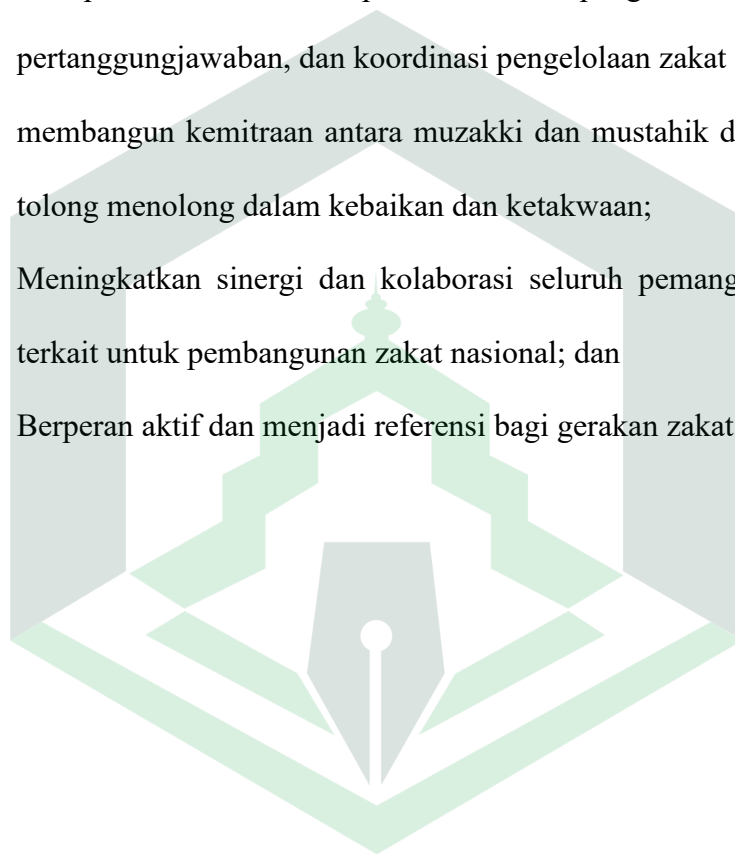 pertanggungjawaban, dan koordinasi pengelolaan zakat
membangun kemitraan antara muzakki dan mustahik
tolong menolong dalam kebaikan dan ketakwaan;
Meningkatkan sinergi dan kolaborasi seluruh
terkait untuk pembangunan zakat nasional; dan
Berperan aktif dan menjadi referensi bagi gerakan zakat